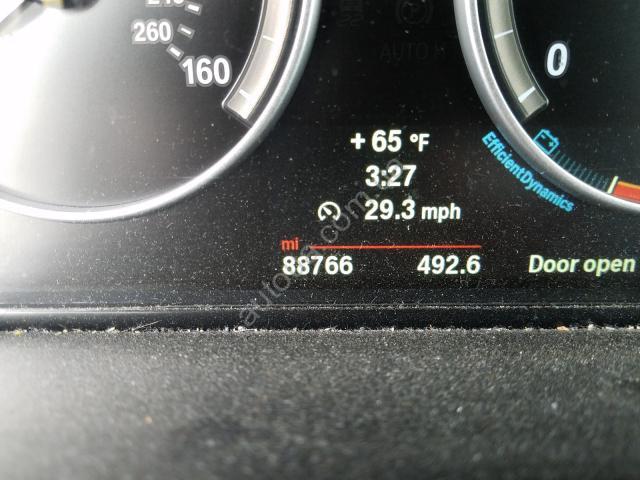 260
160
AUTO H
0
+ 65 °F
3:27
29.3 mph
EfficientDynamics
mi
88766 492.6 Door open